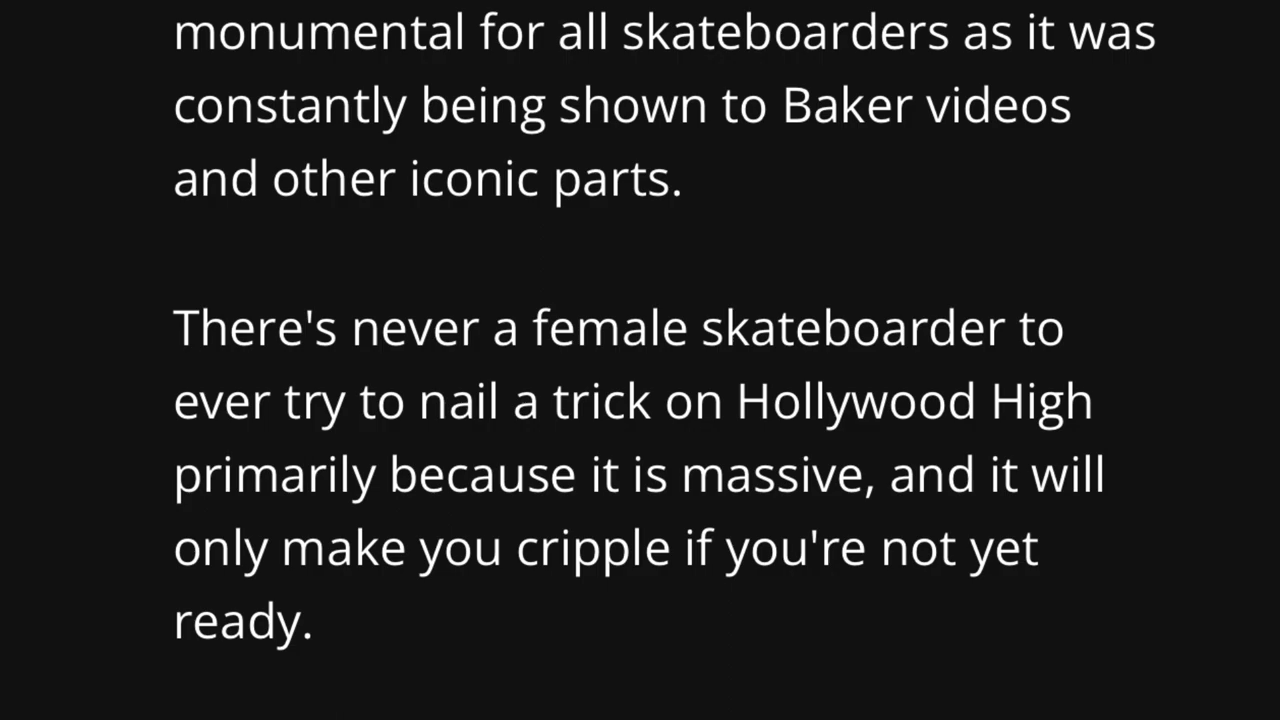 monumental for all skateboarders as it was
constantly being shown to Baker videos
and other iconic parts.
There's never a female skateboarder to
ever try to nail a trick on Hollywood High
primarily because it is massive, and it will
only make you cripple if you're not yet
ready.